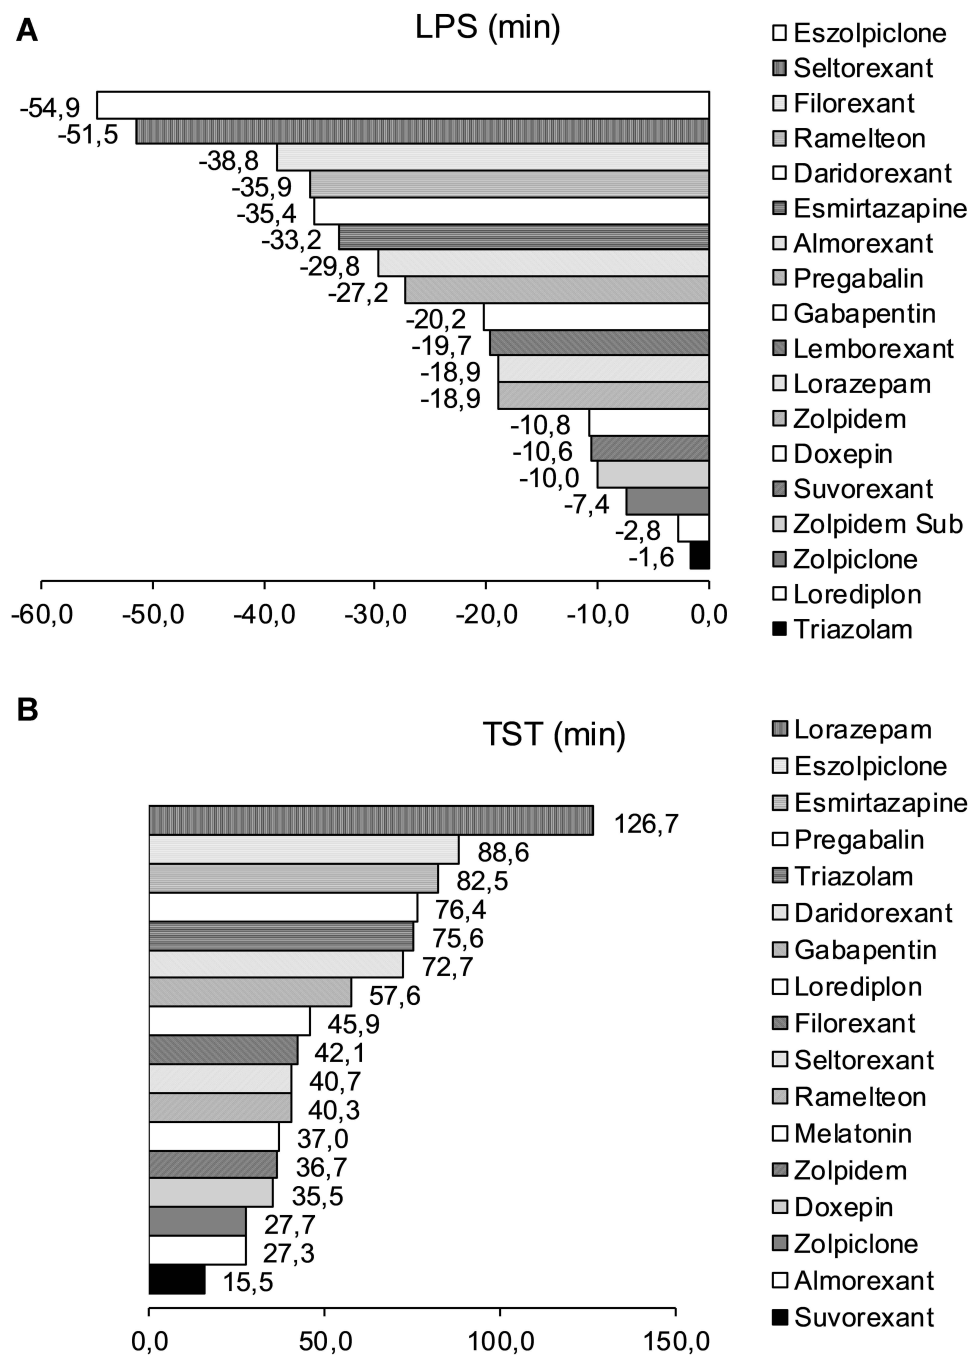 A
LPS (min)
-54,9
-51,5
-38,8
-35,9
-35,4
-33,2
-29,8
-27,2
-20,2
-19,7
-18,9
-18,9
-10,8
-10,6
-10,0
-7,4
-2,8
-1,6
-60,0 -50,0 -40,0 -30,0 -20,0 -10,0 0,0
Eszolpiclone
Seltorexant
Filorexant
Ramelteon
Daridorexant
Esmirtazapine
Almorexant
Pregabalin
Gabapentin
Lemborexant
Lorazepam
Zolpidem
Doxepin
Suvorexant
Zolpidem Sub
Zolpiclone
Lorediplon
Triazolam
B
TST (min)
126,7
88,6
82,5
76,4
75,6
72,7
57,6
45,9
42,1
40,7
40,3
37,0
36,7
35,5
27,7
27,3
15,5
0,0 50,0 100,0 150,0
Lorazepam
Eszolpiclone
Esmirtazapine
Pregabalin
Triazolam
Daridorexant
Gabapentin
Lorediplon
Filorexant
Seltorexant
Ramelteon
Melatonin
Zolpidem
Doxepin
Zolpiclone
Almorexant
Suvorexant